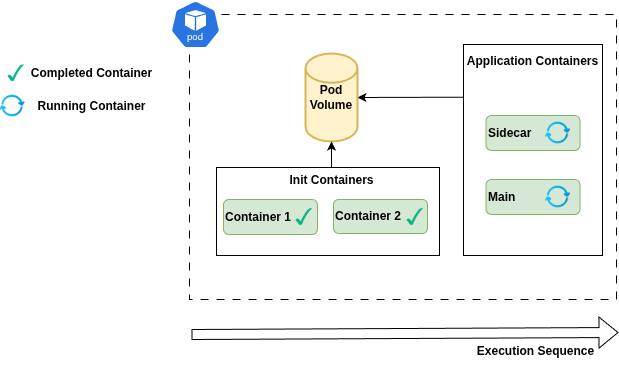 pod
Completed Container
Running Container
Pod
Volume
Application Containers
Sidecar
Main
Init Containers
Container 1
Container 2
Execution Sequence